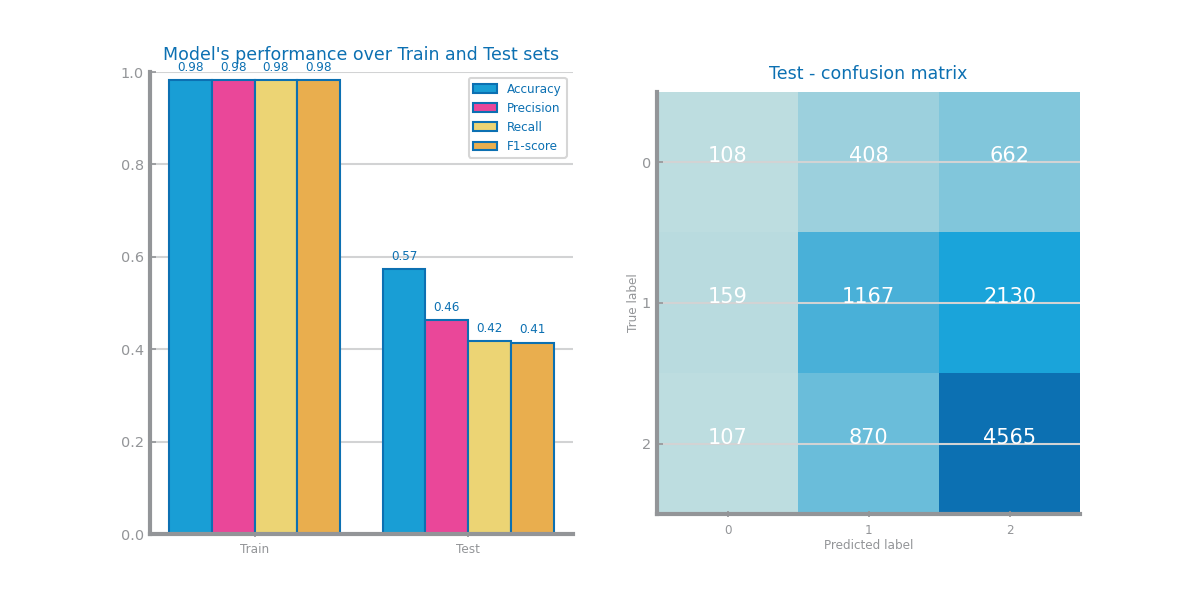 Model's performance over Train and Test sets
0.98 0.98 0.98 0.98
1.0
Accuracy
Precision
Recall
F1-score
0.8
0.6
0.57
0.46
0.42 0.41
0.4
0.2
0.0
Train Test
Test - confusion matrix
0 108 408 662
True label
1 159 1167 2130
2 107 870 4565
0 1 2
Predicted label